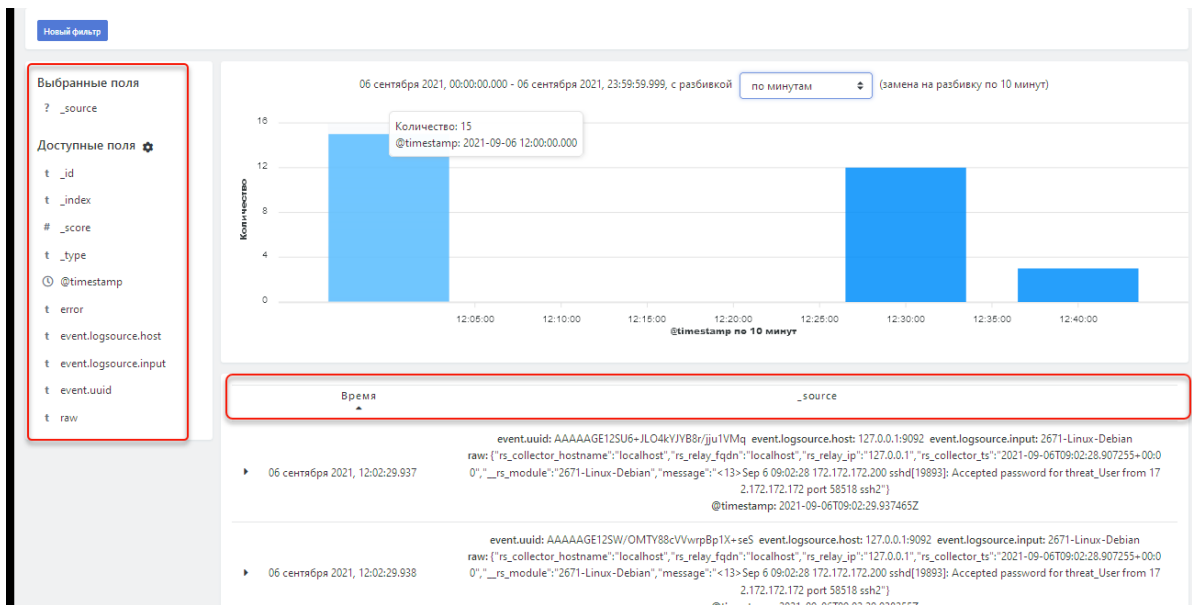 Новый фильтр
Выбранные поля
? _source
Доступные поля
t _id
t _index
# _score
t _type
@timestamp
t error
t event.logsource.host
t event.logsource.input
t event.uuid
t raw
06 сентября 2021, 00:00:00.000 - 06 сентября 2021, 23:59:59.999, с разбивкой по минутам (замена на разбивку по 10 минут)
Количество: 15
@timestamp: 2021-09-06 12:00:00.000
Количество
16
12
8
4
0
12:05:00 12:10:00 12:15:00 12:20:00 12:25:00 12:30:00 12:35:00 12:40:00
@timestamp по 10 минут
Время _source
event.uuid: AAAAAGE12SU6+JLO4kYJYB8r/jju1VMq event.logsource.host: 127.0.0.1:9092 event.logsource.input: 2671-Linux-Debian
raw: {"rs_collector_hostname":"localhost","rs_relay_fqdn":"localhost","rs_relay_ip":"127.0.0.1","rs_collector_ts":"2021-09-06T09:02:28.907255+00:0
06 сентября 2021, 12:02:29.937 0","__rs_module":"2671-Linux-Debian","message":"<13>Sep 6 09:02:28 172.172.172.200 sshd[19893]: Accepted password for threat_User from 17
2.172.172.172 port 58518 ssh2"}
@timestamp: 2021-09-06T09:02:29.937465Z
event.uuid: AAAAAGE12SW/OMTY88cVVwrpBp1X+seS event.logsource.host: 127.0.0.1:9092 event.logsource.input: 2671-Linux-Debian
raw: {"rs_collector_hostname":"localhost","rs_relay_fqdn":"localhost","rs_relay_ip":"127.0.0.1","rs_collector_ts":"2021-09-06T09:02:28.907255+00:0
06 сентября 2021, 12:02:29.938 0","__rs_module":"2671-Linux-Debian","message":"<13>Sep 6 09:02:28 172.172.172.200 sshd[19893]: Accepted password for threat_User from 17
2.172.172.172 port 58518 ssh2"}